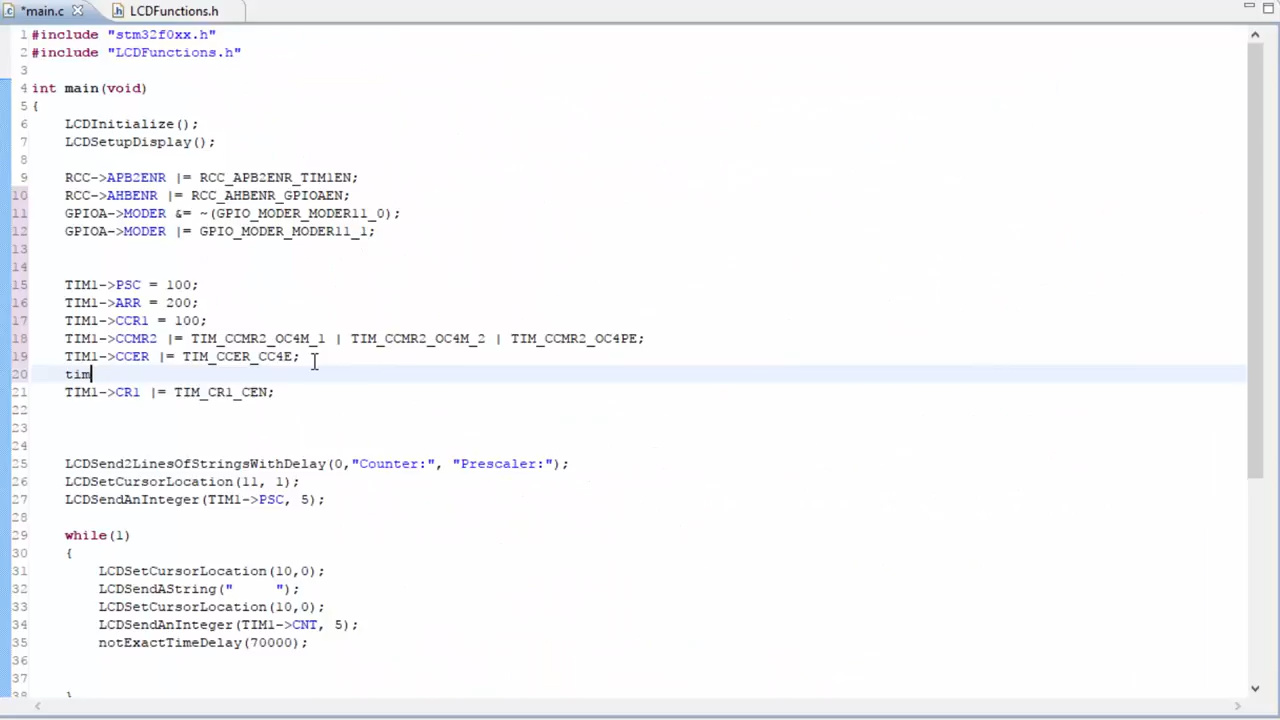 *main.c LCDFunctions.h
1 #include "stm32f0xx.h"
2 #include "LCDFunctions.h"
3
4 int main(void)
5 {
6 LCDInitialize();
7 LCDSetupDisplay();
8
9 RCC->APB2ENR |= RCC_APB2ENR_TIM1EN;
10 RCC->AHBENR |= RCC_AHBENR_GPIOAEN;
11 GPIOA->MODER &= ~(GPIO_MODER_MODER11_0);
12 GPIOA->MODER |= GPIO_MODER_MODER11_1;
13
14
15 TIM1->PSC = 100;
16 TIM1->ARR = 200;
17 TIM1->CCR1 = 100;
18 TIM1->CCMR2 |= TIM_CCMR2_OC4M_1 | TIM_CCMR2_OC4M_2 | TIM_CCMR2_OC4PE;
19 TIM1->CCER |= TIM_CCER_CC4E;
20 tim
21 TIM1->CR1 |= TIM_CR1_CEN;
22
23
24
25 LCDSend2LinesOfStringsWithDelay(0,"Counter:", "Prescaler:");
26 LCDSetCursorLocation(11, 1);
27 LCDSendAnInteger(TIM1->PSC, 5);
28
29 while(1)
30 {
31 LCDSetCursorLocation(10,0);
32 LCDSendAString("     ");
33 LCDSetCursorLocation(10,0);
34 LCDSendAnInteger(TIM1->CNT, 5);
35 notExactTimeDelay(70000);
36
37
38 }